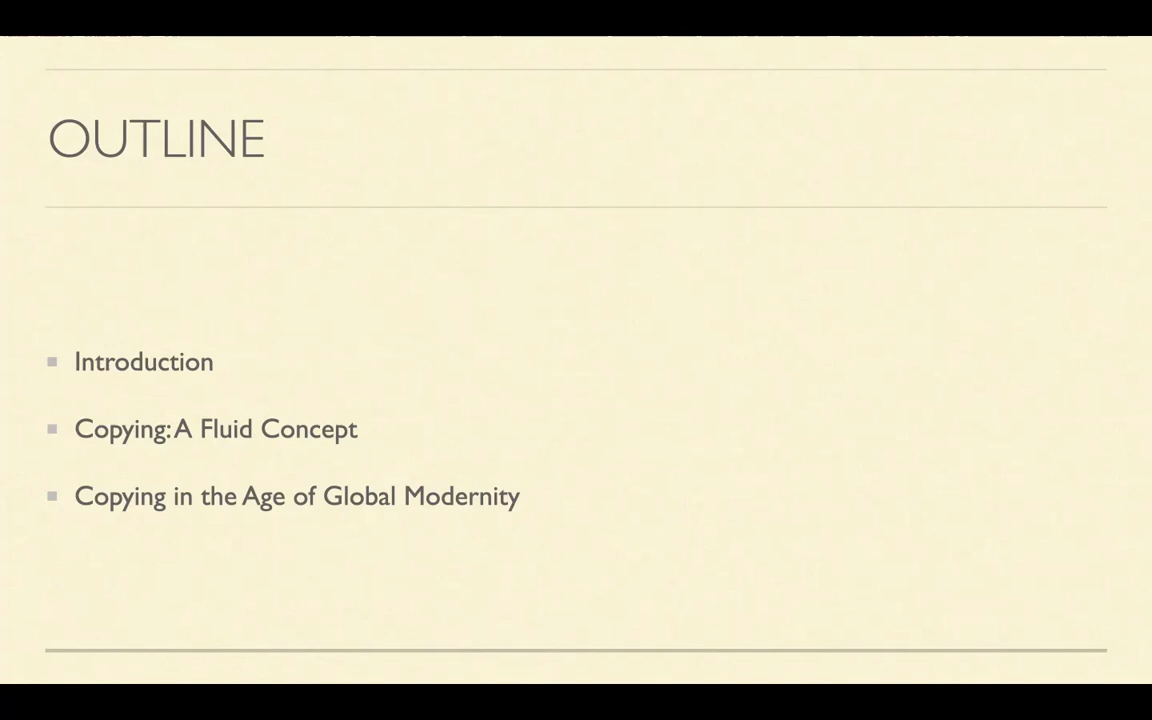 OUTLINE
Introduction
Copying: A Fluid Concept
Copying in the Age of Global Modernity